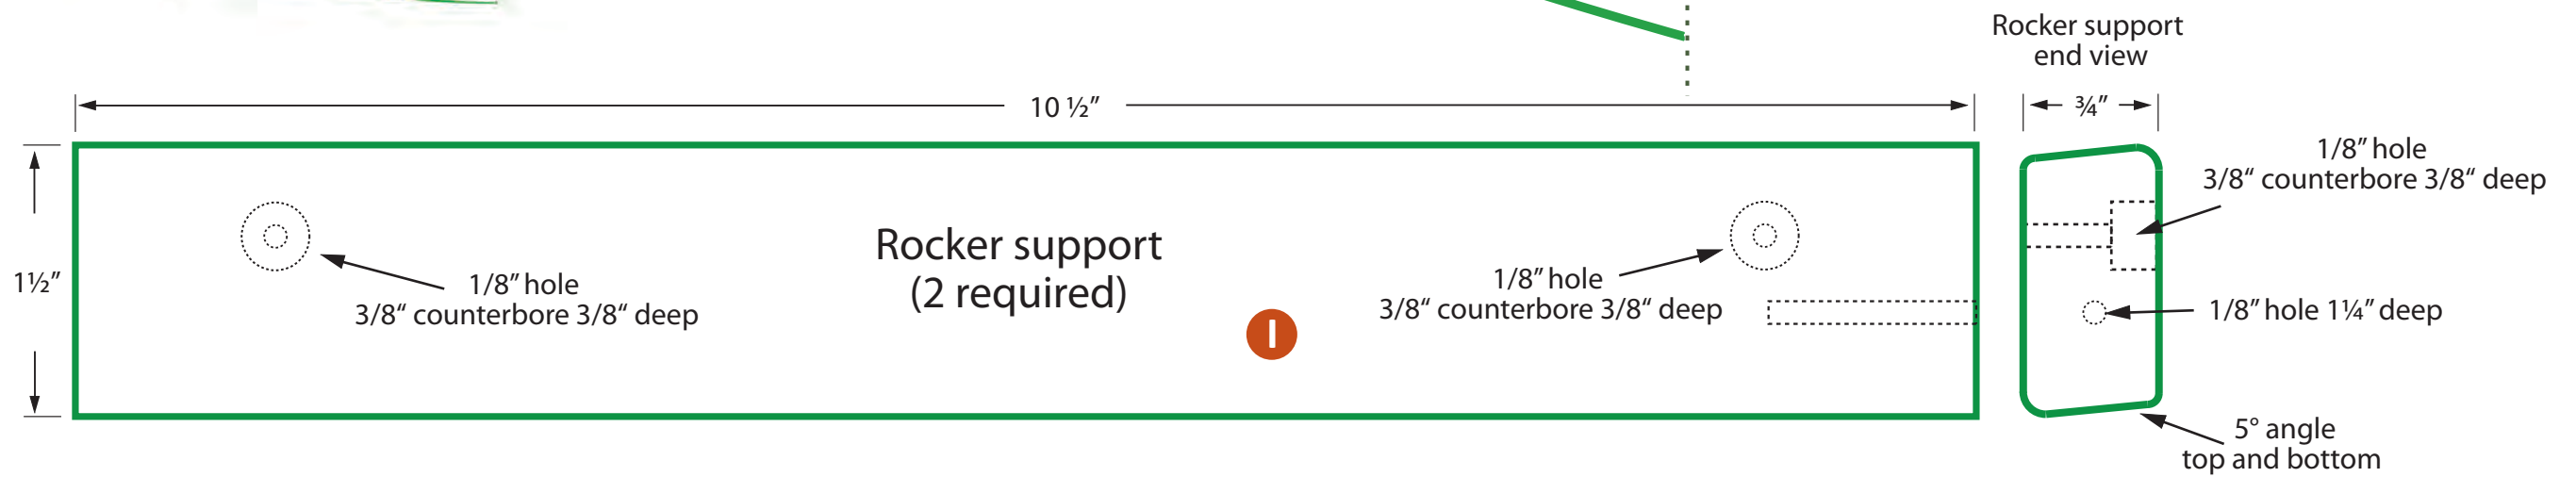 Rocker support
end view
10 ½”
¾”
1½”
1/8” hole
3/8“ counterbore 3/8“ deep
Rocker support
(2 required)
I
1/8” hole
3/8“ counterbore 3/8“ deep
1/8” hole
3/8“ counterbore 3/8“ deep
1/8” hole 1¼” deep
5° angle
top and bottom